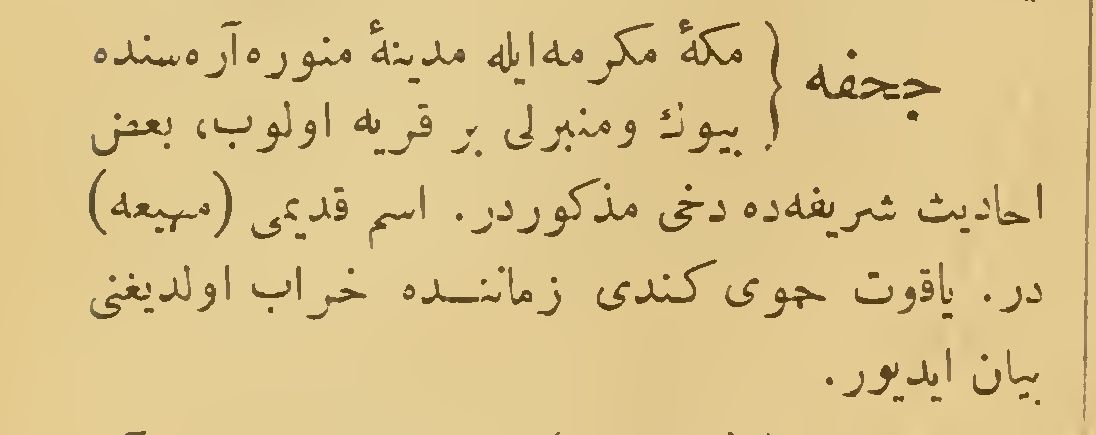 جحفه { مكهٔ مكرمه ايله مدينهٔ منوره آره‌سنده
بيوك ومنبرلى بر قريه اولوب، بعض
احاديث شريفه‌ده دخى مذكوردر. اسم قديمى (مهيعه)
در. ياقوت حموى كندى زماننده خراب اولديغنى
بيان ايديور.